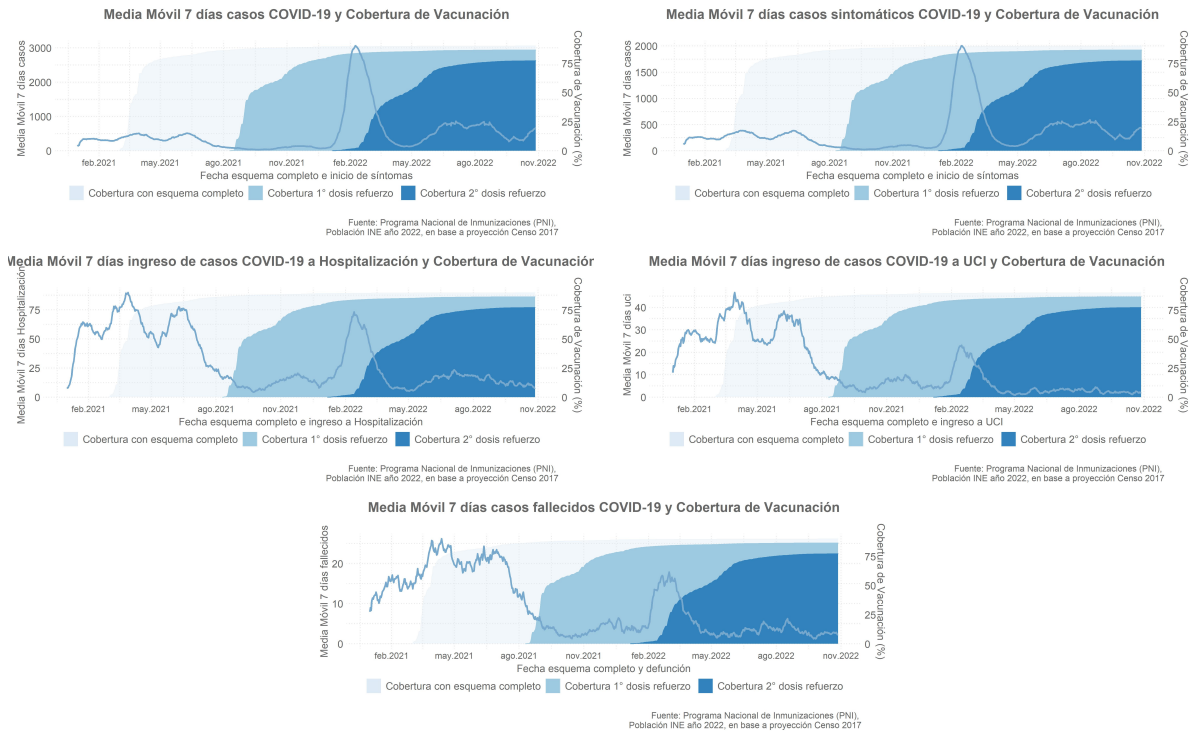 Media Móvil 7 días casos COVID-19 y Cobertura de Vacunación
Media Móvil 7 días casos
3000
2000
1000
0
Cobertura de Vacunación (%)
75
50
25
0
feb.2021 may.2021 ago.2021 nov.2021 feb.2022 may.2022 ago.2022 nov.2022
Fecha esquema completo e inicio de síntomas
Cobertura con esquema completo Cobertura 1° dosis refuerzo Cobertura 2° dosis refuerzo
Fuente: Programa Nacional de Inmunizaciones (PNI),
Población INE año 2022, en base a proyección Censo 2017
Media Móvil 7 días casos sintomáticos COVID-19 y Cobertura de Vacunación
Media Móvil 7 días casos
2000
1500
1000
500
0
Cobertura de Vacunación (%)
75
50
25
0
feb.2021 may.2021 ago.2021 nov.2021 feb.2022 may.2022 ago.2022 nov.2022
Fecha esquema completo e inicio de síntomas
Cobertura con esquema completo Cobertura 1° dosis refuerzo Cobertura 2° dosis refuerzo
Fuente: Programa Nacional de Inmunizaciones (PNI),
Población INE año 2022, en base a proyección Censo 2017
Media Móvil 7 días ingreso de casos COVID-19 a Hospitalización y Cobertura de Vacunación
Media Móvil 7 días Hospitalización
75
50
25
0
Cobertura de Vacunación (%)
75
50
25
0
feb.2021 may.2021 ago.2021 nov.2021 feb.2022 may.2022 ago.2022 nov.2022
Fecha esquema completo e ingreso a Hospitalización
Cobertura con esquema completo Cobertura 1° dosis refuerzo Cobertura 2° dosis refuerzo
Fuente: Programa Nacional de Inmunizaciones (PNI),
Población INE año 2022, en base a proyección Censo 2017
Media Móvil 7 días ingreso de casos COVID-19 a UCI y Cobertura de Vacunación
Media Móvil 7 días uci
40
30
20
10
0
Cobertura de Vacunación (%)
75
50
25
0
feb.2021 may.2021 ago.2021 nov.2021 feb.2022 may.2022 ago.2022 nov.2022
Fecha esquema completo e ingreso a UCI
Cobertura con esquema completo Cobertura 1° dosis refuerzo Cobertura 2° dosis refuerzo
Fuente: Programa Nacional de Inmunizaciones (PNI),
Población INE año 2022, en base a proyección Censo 2017
Media Móvil 7 días casos fallecidos COVID-19 y Cobertura de Vacunación
Media Móvil 7 días fallecidos
20
10
0
Cobertura de Vacunación (%)
75
50
25
0
feb.2021 may.2021 ago.2021 nov.2021 feb.2022 may.2022 ago.2022 nov.2022
Fecha esquema completo y defunción
Cobertura con esquema completo Cobertura 1° dosis refuerzo Cobertura 2° dosis refuerzo
Fuente: Programa Nacional de Inmunizaciones (PNI),
Población INE año 2022, en base a proyección Censo 2017